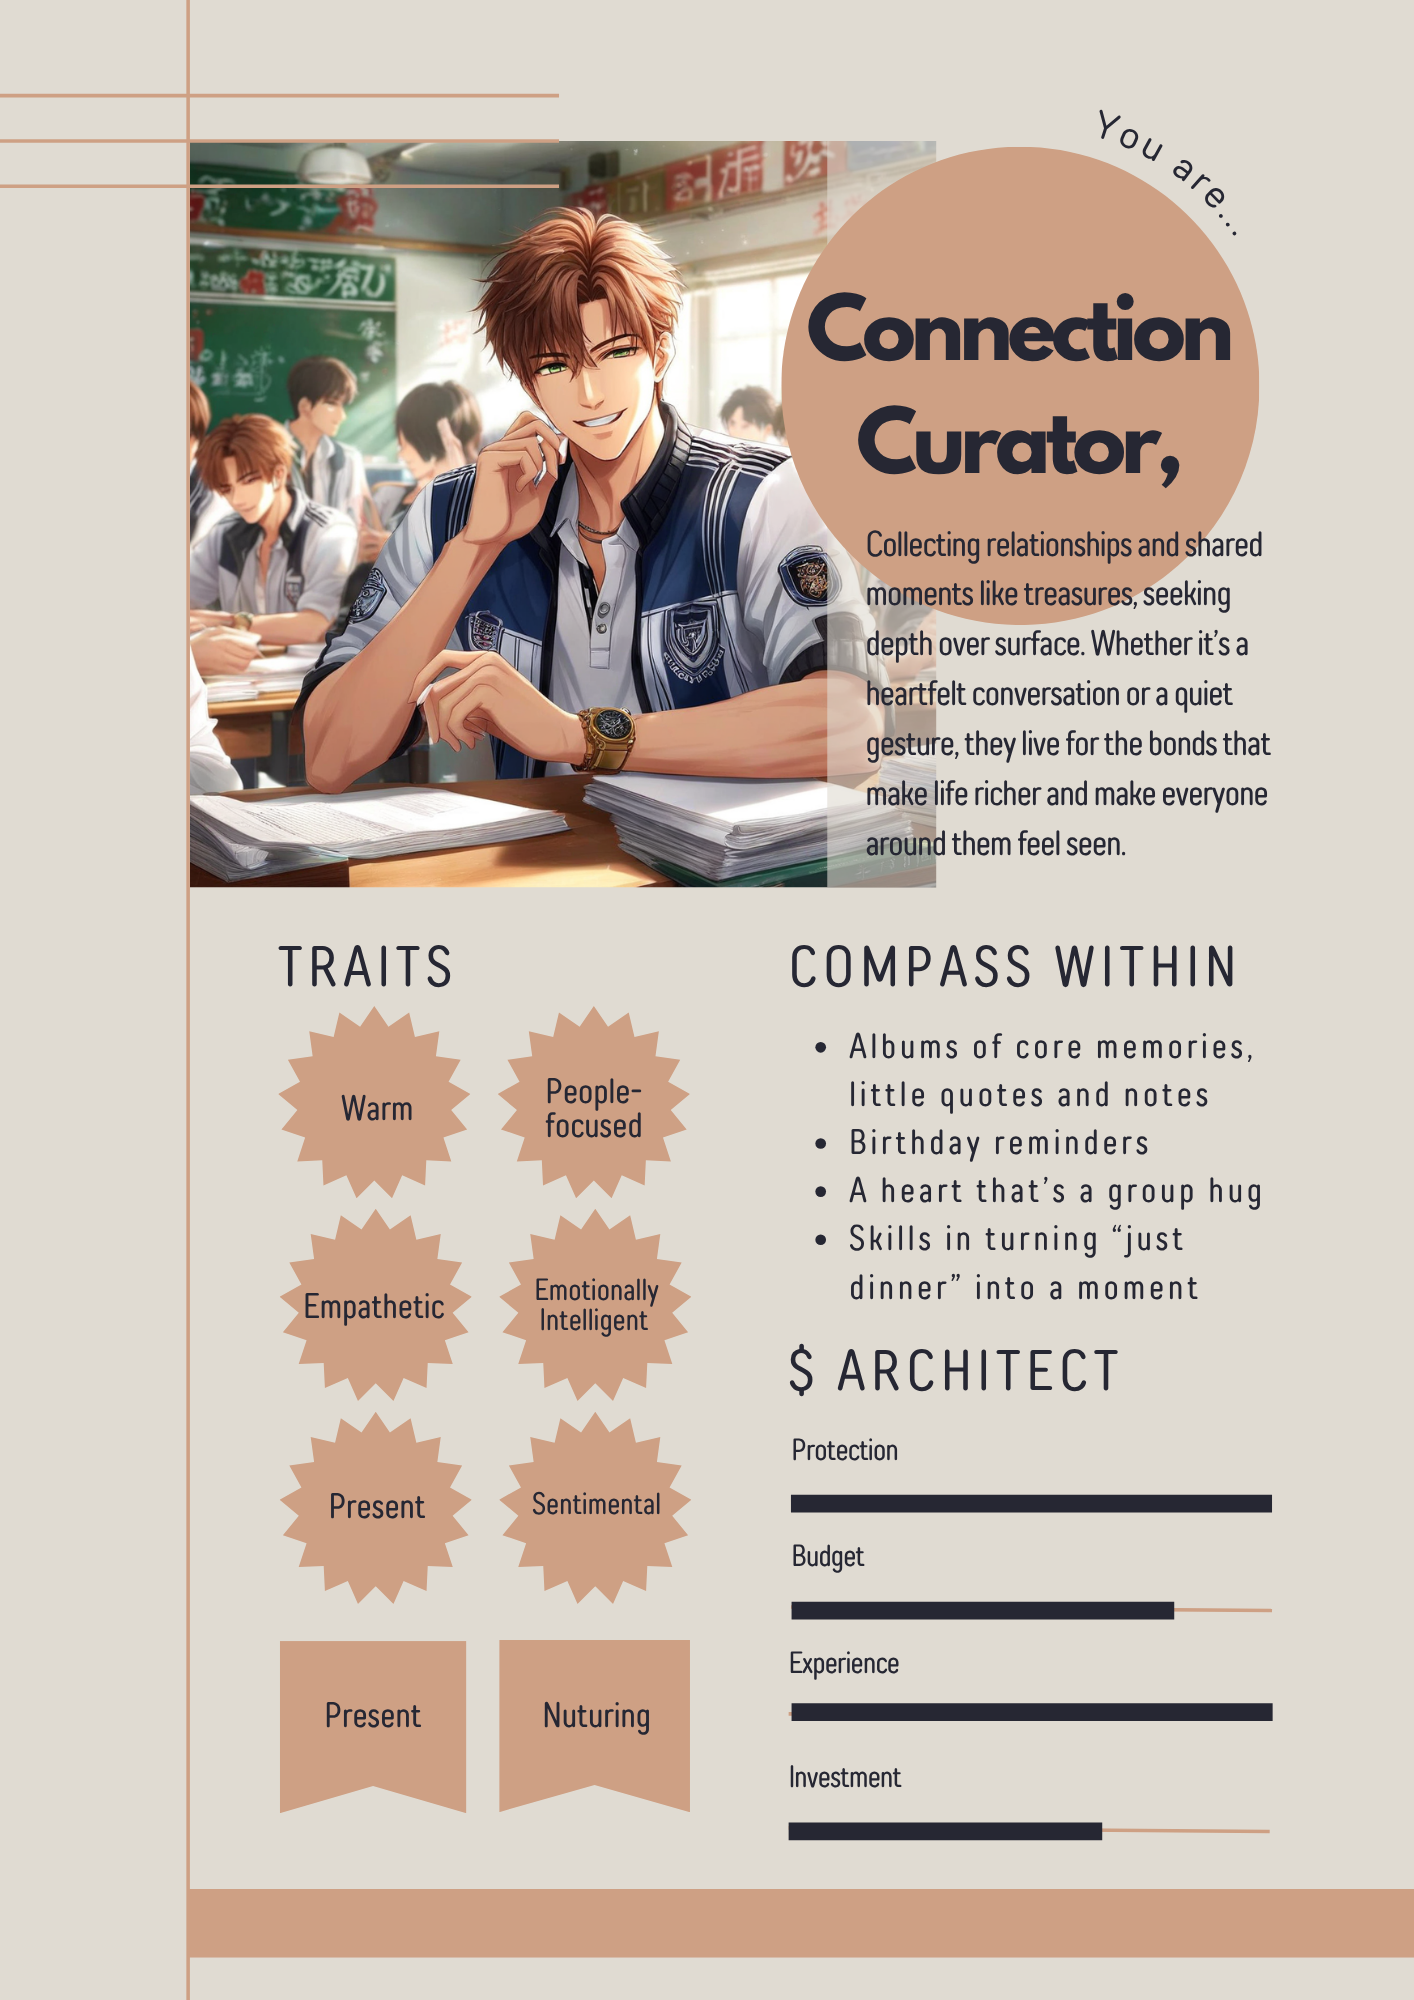 You are...
Connection
Curator,
Collecting relationships and shared
moments like treasures, seeking
depth over surface. Whether it’s a
heartfelt conversation or a quiet
gesture, they live for the bonds that
make life richer and make everyone
around them feel seen.
TRAITS
Warm
People-
focused
Empathetic
Emotionally
Intelligent
Present
Sentimental
Present
Nuturing
COMPASS WITHIN
• Albums of core memories,
little quotes and notes
• Birthday reminders
• A heart that’s a group hug
• Skills in turning “just
dinner” into a moment
$ ARCHITECT
Protection
Budget
Experience
Investment